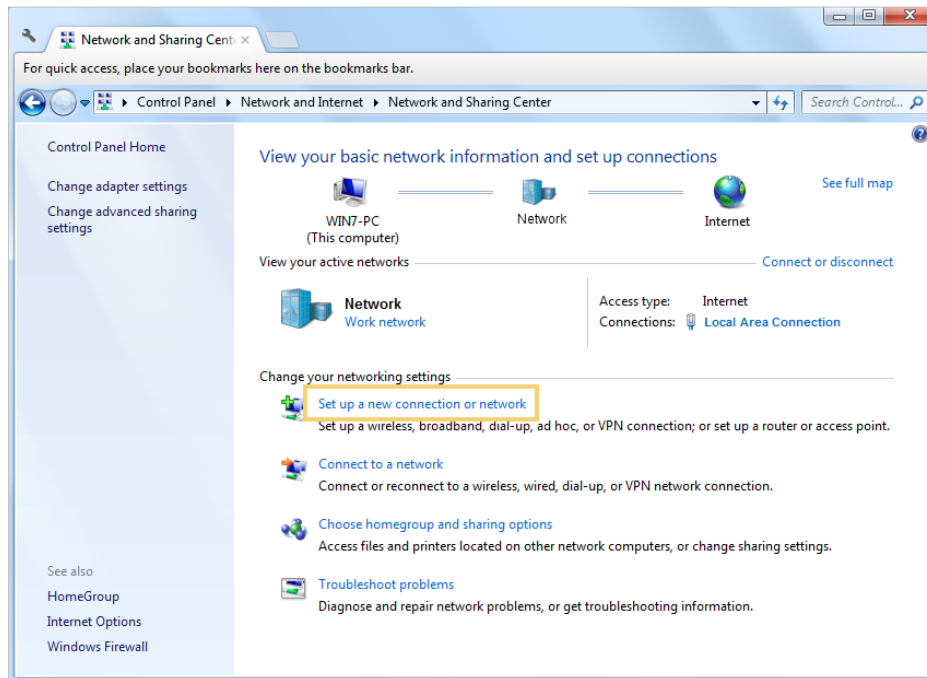 Network and Sharing Cent
For quick access, place your bookmarks here on the bookmarks bar.
Control Panel Network and Internet Network and Sharing Center Search Control...
Control Panel Home
Change adapter settings
Change advanced sharing
settings
See also
HomeGroup
Internet Options
Windows Firewall
View your basic network information and set up connections
See full map
WIN7-PC
(This computer)
Network
Internet
View your active networks
Connect or disconnect
Network
Work network
Access type: Internet
Connections: Local Area Connection
Change your networking settings
Set up a new connection or network
Set up a wireless, broadband, dial-up, ad hoc, or VPN connection; or set up a router or access point.
Connect to a network
Connect or reconnect to a wireless, wired, dial-up, or VPN network connection.
Choose homegroup and sharing options
Access files and printers located on other network computers, or change sharing settings.
Troubleshoot problems
Diagnose and repair network problems, or get troubleshooting information.